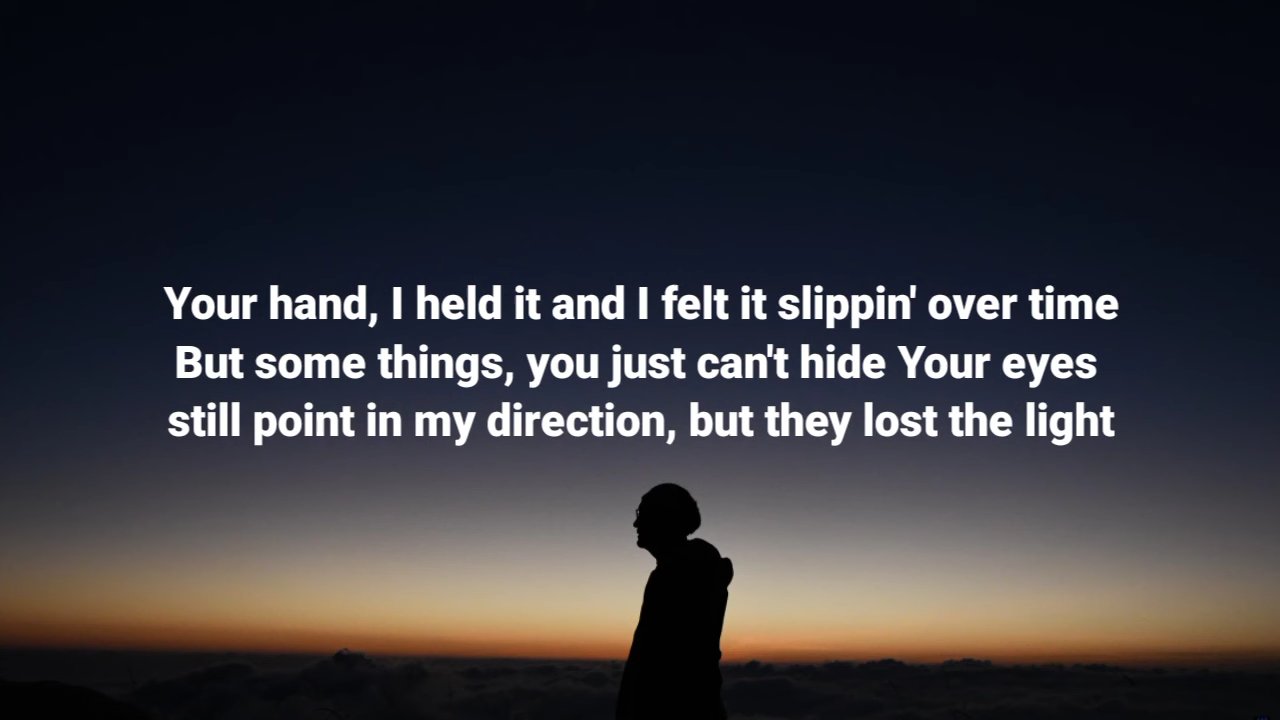 Your hand, I held it and I felt it slippin' over time
But some things, you just can't hide Your eyes
still point in my direction, but they lost the light